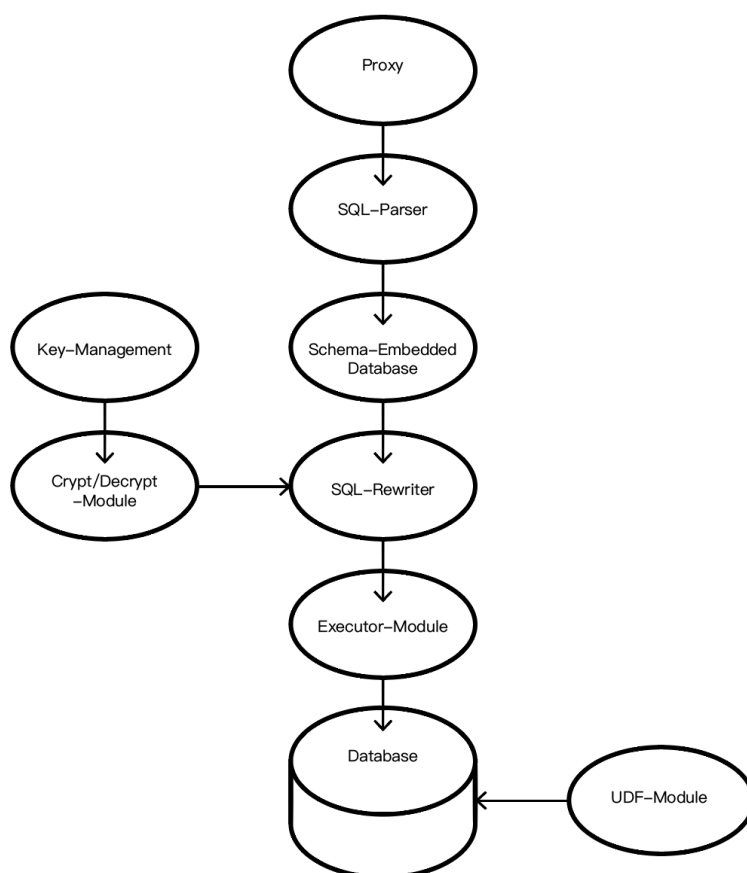 Proxy
SQL–Parser
Key–Management
Schema–Embedded
Database
Crypt/Decrypt
–Module
SQL–Rewriter
Executor–Module
Database
UDF–Module